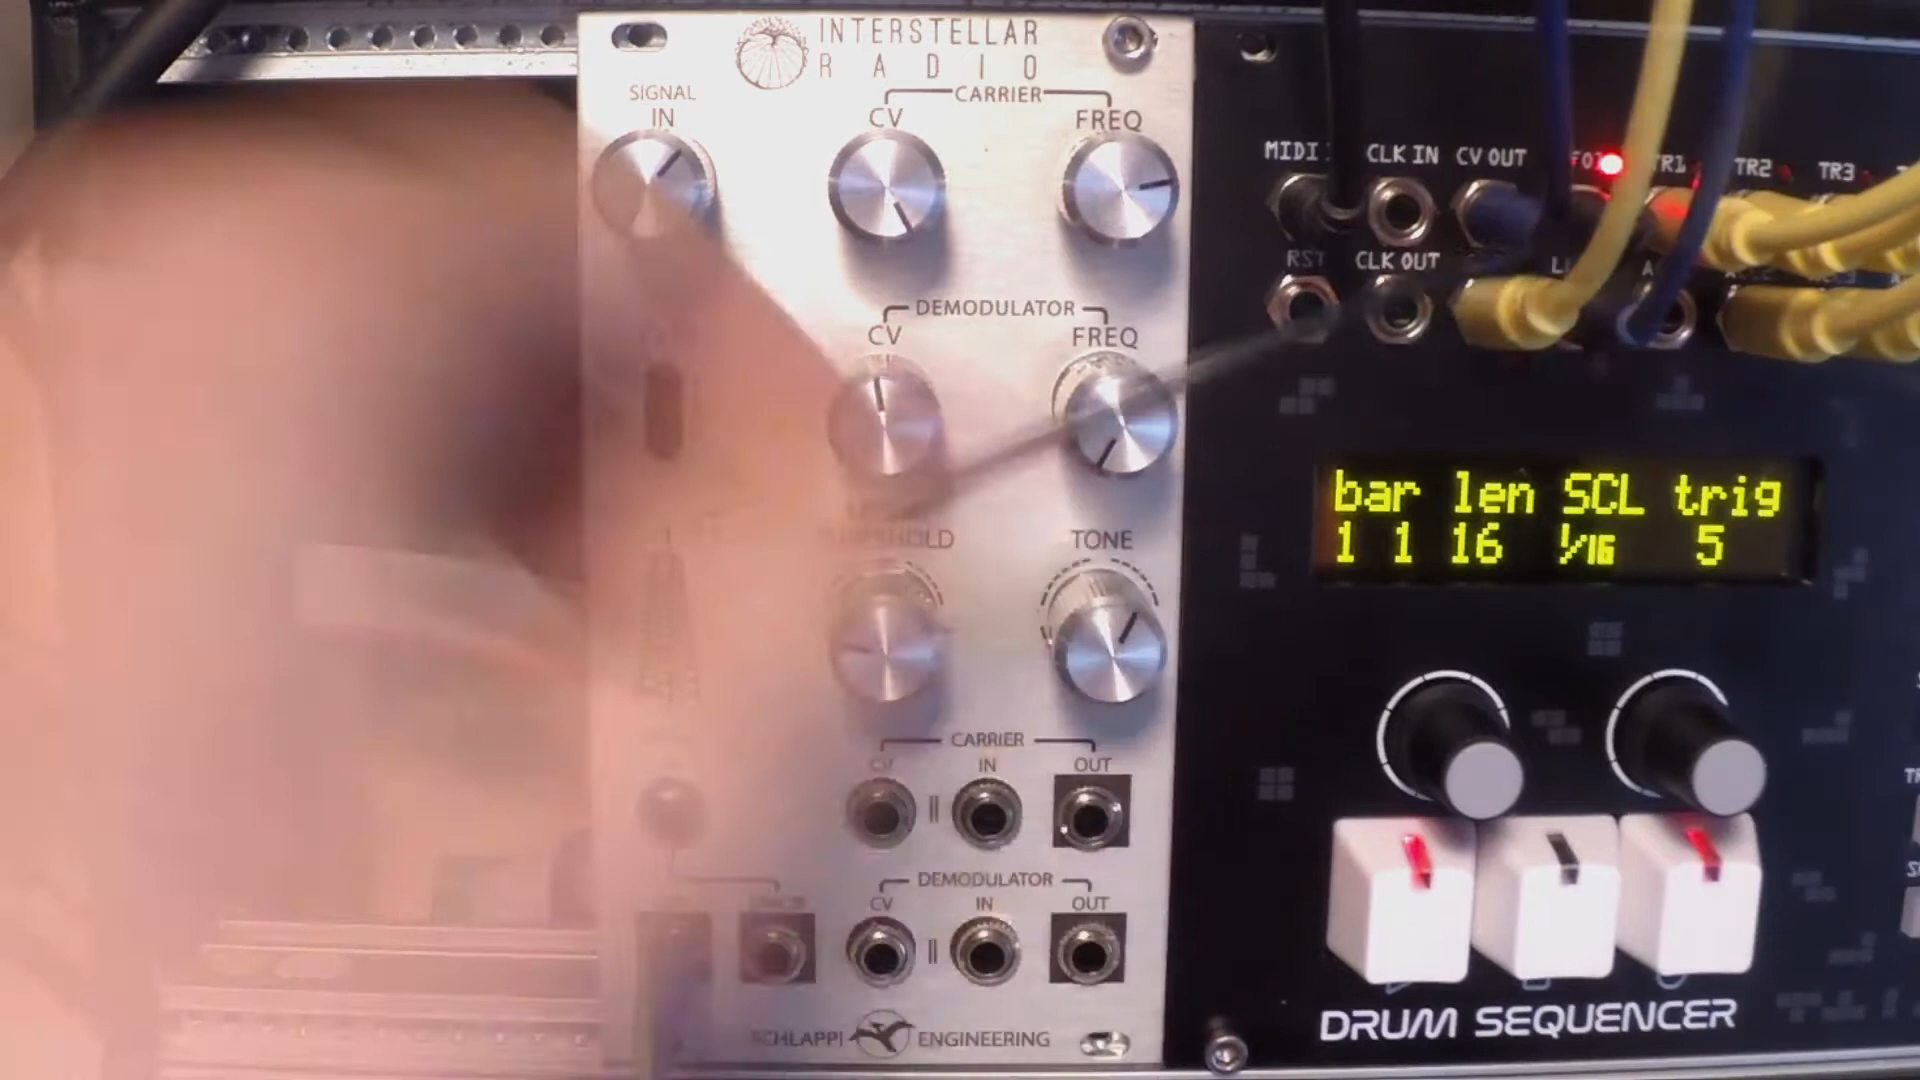 INTERSTELLAR
RADIO
SIGNAL
IN
CARRIER
CV
FREQ
DEMODULATOR
CV
FREQ
TONE
CARRIER
CV
IN
OUT
DEMODULATOR
CV
IN
OUT
SCHLAPPI
ENGINEERING
MIDI
CLK IN
CV OUT
TR1
TR2
TR3
RST
CLK OUT
bar len SCL trig
1 1 16 1/16 5
DRUM SEQUENCER